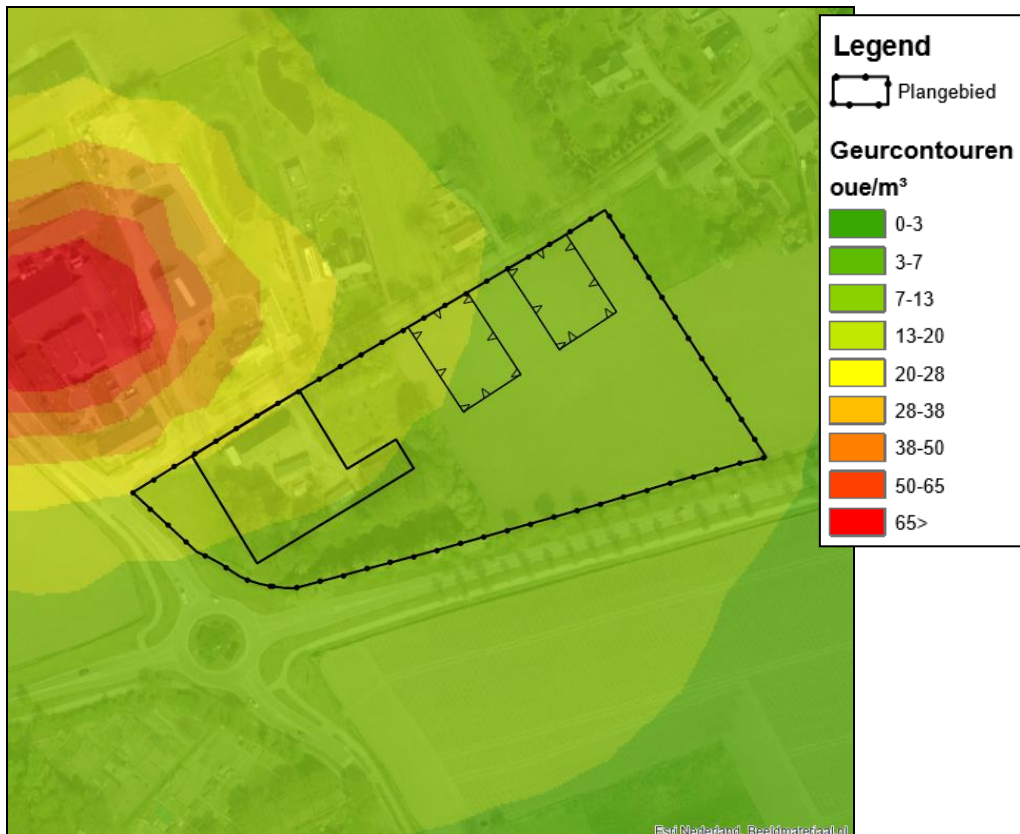 Legend
Plangebied
Geurcontouren
oue/m³
0-3
3-7
7-13
13-20
20-28
28-38
38-50
50-65
65>
Esri Nederland, Beeldmateriaal.nl